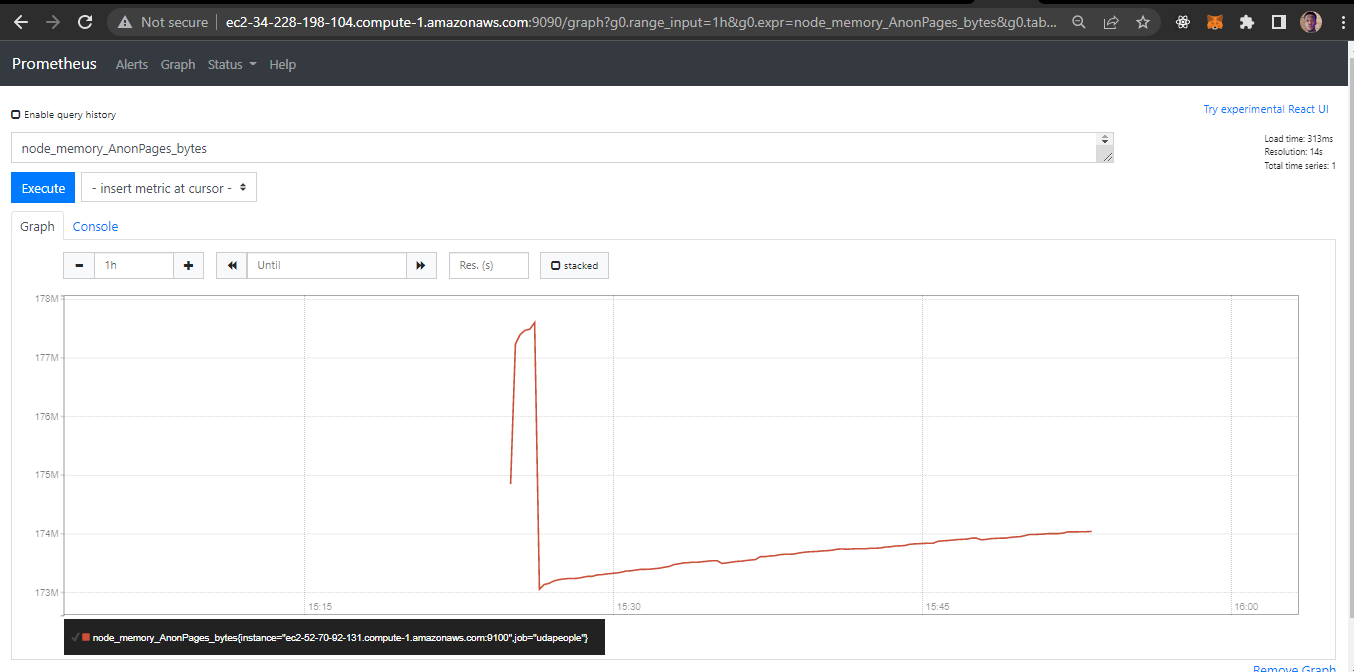 Not secure ec2-34-228-198-104.compute-1.amazonaws.com:9090/graph?g0.range_input=1h&g0.expr=node_memory_AnonPages_bytes&g0.tab...
Prometheus Alerts Graph Status Help
Enable query history
Try experimental React UI
node_memory_AnonPages_bytes
Load time: 313ms
Resolution: 14s
Total time series: 1
Execute - insert metric at cursor -
Graph Console
1h Until Res. (s) stacked
178M
177M
176M
175M
174M
173M
15:15 15:30 15:45 16:00
node_memory_AnonPages_bytes{instance="ec2-52-70-92-131.compute-1.amazonaws.com:9100",job="udapeople"}
Remove Graph